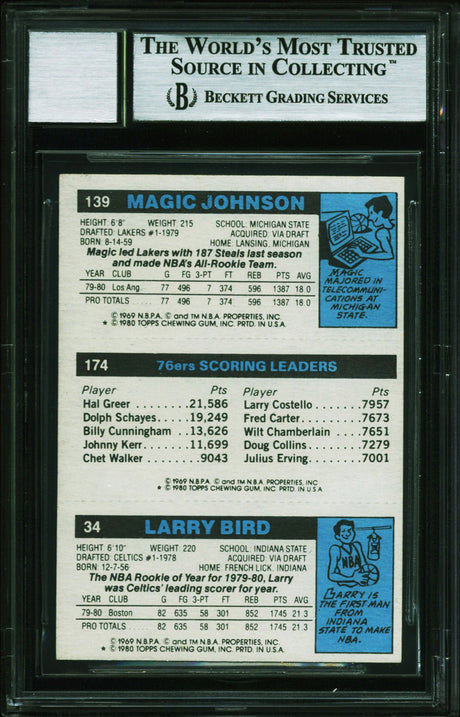 THE WORLD'S MOST TRUSTED
SOURCE IN COLLECTING™
B BECKETT GRADING SERVICES
139 MAGIC JOHNSON
HEIGHT: 6'8" WEIGHT: 215 SCHOOL: MICHIGAN STATE
DRAFTED: LAKERS #1-1979 ACQUIRED: VIA DRAFT
BORN: 8-14-59 HOME: LANSING, MICHIGAN
Magic led Lakers with 187 Steals last season
and made NBA's All-Rookie Team.
YEAR CLUB G FG 3-PT FT REB PTS AVG
79-80 Los Ang. 77 496 7 374 596 1387 18.0
PRO TOTALS . . . . 77 496 7 374 596 1387 18.0
© 1969 N.B.P.A. © and TM N.B.A. PROPERTIES, INC.
* © 1980 TOPPS CHEWING GUM, INC. PRTD. IN U.S.A.
MAGIC
MAJORED IN
TELECOMMUNI-
CATIONS AT
MICHIGAN
STATE.
174 76ers SCORING LEADERS
Player Pts Player Pts
Hal Greer . . . . . . . . 21,586 Larry Costello . . . . . . 7957
Dolph Schayes. . . . 19,249 Fred Carter. . . . . . . . . 7673
Billy Cunningham . 13,626 Wilt Chamberlain . . . 7651
Johnny Kerr. . . . . . 11,699 Doug Collins . . . . . . . 7279
Chet Walker . . . . . . 9043 Julius Erving. . . . . . . 7001
© 1969 N.B.P.A. © and TM N.B.A. PROPERTIES, INC.
* © 1980 TOPPS CHEWING GUM, INC. PRTD. IN U.S.A.
34 LARRY BIRD
HEIGHT: 6'10" WEIGHT: 220 SCHOOL: INDIANA STATE
DRAFTED: CELTICS #1-1978 ACQUIRED: VIA DRAFT
BORN: 12-7-56 HOME: FRENCH LICK, INDIANA
The NBA Rookie of Year for 1979-80, Larry
was Celtics' leading scorer for year.
YEAR CLUB G FG 3-PT FT REB PTS AVG
79-80 Boston 82 635 58 301 852 1745 21.3
PRO TOTALS . . . . 82 635 58 301 852 1745 21.3
© 1969 N.B.P.A. © and TM N.B.A. PROPERTIES, INC.
* © 1980 TOPPS CHEWING GUM, INC. PRTD. IN U.S.A.
NBA
LARRY IS
THE FIRST MAN
FROM
INDIANA
STATE TO MAKE
NBA.